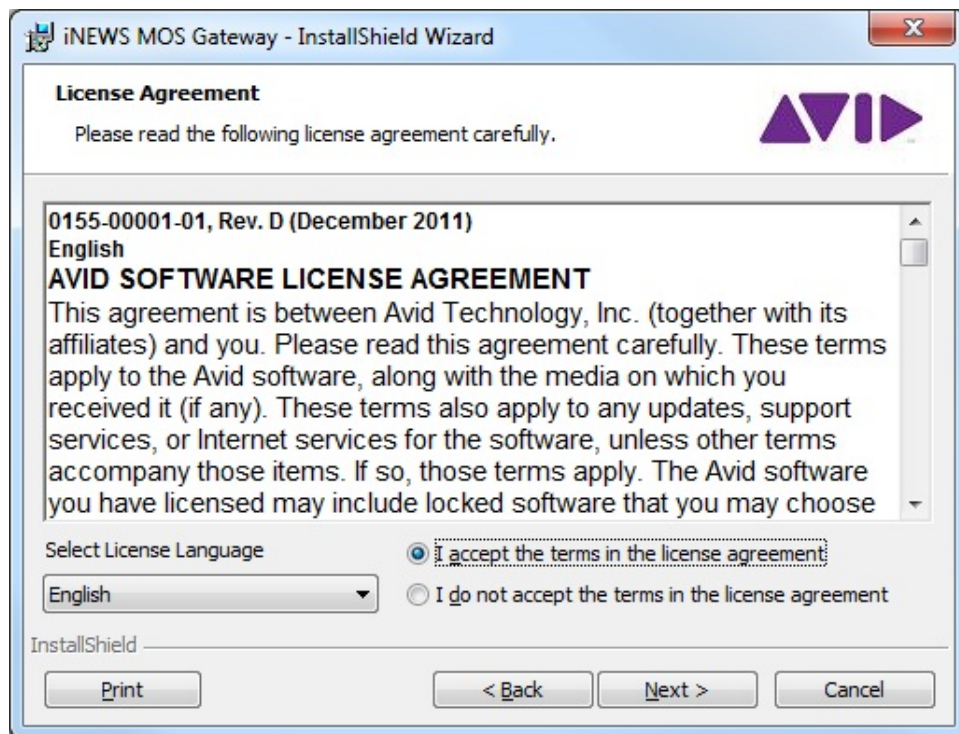 iNEWS MOS Gateway - InstallShield Wizard
License Agreement
Please read the following license agreement carefully.
AVID
0155-00001-01, Rev. D (December 2011)
English
AVID SOFTWARE LICENSE AGREEMENT
This agreement is between Avid Technology, Inc. (together with its
affiliates) and you. Please read this agreement carefully. These terms
apply to the Avid software, along with the media on which you
received it (if any). These terms also apply to any updates, support
services, or Internet services for the software, unless other terms
accompany those items. If so, those terms apply. The Avid software
you have licensed may include locked software that you may choose
Select License Language
I accept the terms in the license agreement
English
I do not accept the terms in the license agreement
InstallShield
Print
< Back
Next >
Cancel